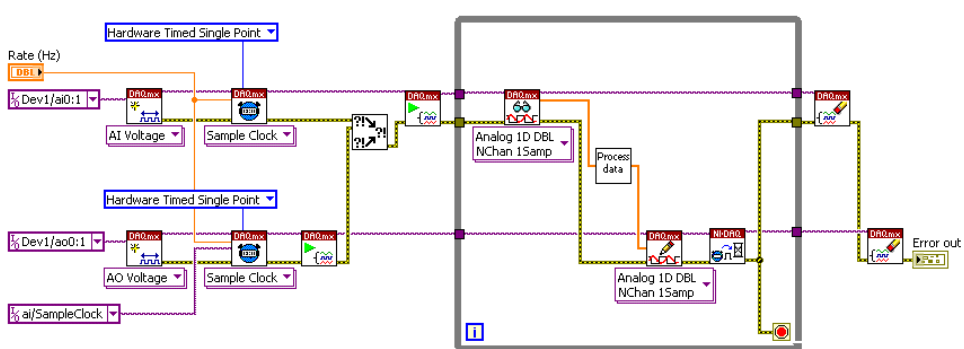 Hardware Timed Single Point
Rate (Hz)
DBL
Dev1/ai0:1
DAQmx
DAQmx
DAQmx
DAQmx
DAQmx
AI Voltage
Sample Clock
?!
?!
?!
Analog 1D DBL
NChan 1Samp
Process
data
Hardware Timed Single Point
Dev1/ao0:1
DAQmx
DAQmx
DAQmx
DAQmx
NI-DAQ
DAQmx
Error out
AO Voltage
Sample Clock
Analog 1D DBL
NChan 1Samp
ai/SampleClock
i